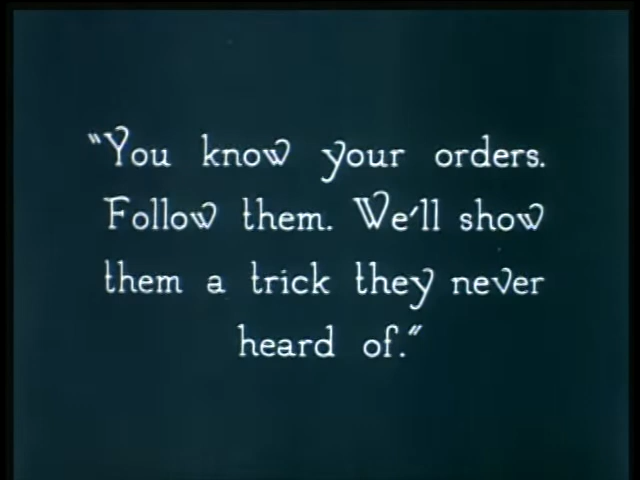 "You know your orders.
Follow them. We'll show
them a trick they never
heard of."